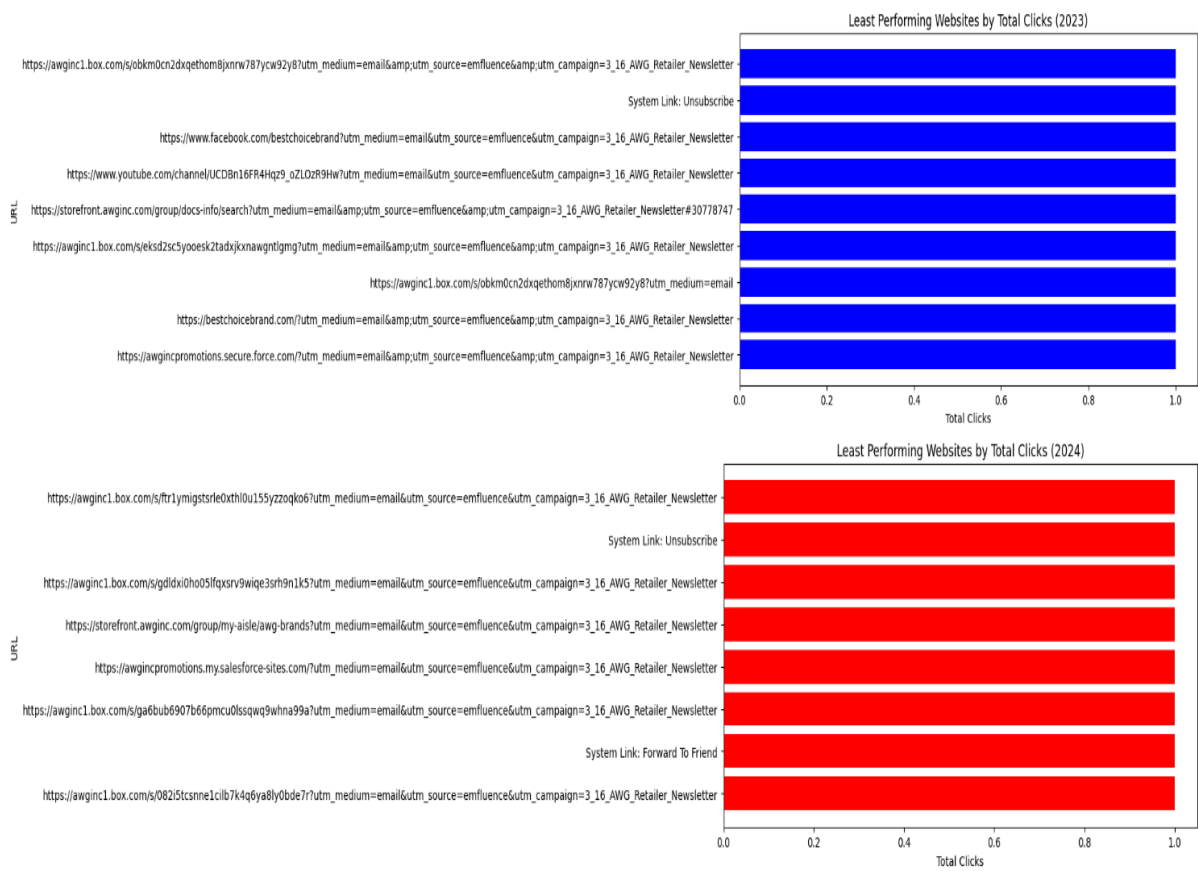 Least Performing Websites by Total Clicks (2023)
https://awginc1.box.com/s/obkm0cn2dxqethom8jxnrw787ycw92y8?utm_medium=email&amp;utm_source=emfluence&amp;utm_campaign=3_16_AWG_Retailer_Newsletter
System Link: Unsubscribe
https://www.facebook.com/bestchoicebrand?utm_medium=email&utm_source=emfluence&utm_campaign=3_16_AWG_Retailer_Newsletter
https://www.youtube.com/channel/UCDBn16FR4Hqz9_oZLOzR9Hw?utm_medium=email&utm_source=emfluence&utm_campaign=3_16_AWG_Retailer_Newsletter
https://storefront.awginc.com/group/docs-info/search?utm_medium=email&amp;utm_source=emfluence&amp;utm_campaign=3_16_AWG_Retailer_Newsletter#30778747
https://awginc1.box.com/s/eksd2sc5yooesk2tadxjkxnawgntlgmg?utm_medium=email&amp;utm_source=emfluence&amp;utm_campaign=3_16_AWG_Retailer_Newsletter
https://awginc1.box.com/s/obkm0cn2dxqethom8jxnrw787ycw92y8?utm_medium=email
https://bestchoicebrand.com/?utm_medium=email&amp;utm_source=emfluence&amp;utm_campaign=3_16_AWG_Retailer_Newsletter
https://awgincpromotions.secure.force.com/?utm_medium=email&amp;utm_source=emfluence&amp;utm_campaign=3_16_AWG_Retailer_Newsletter
URL
0.0 0.2 0.4 0.6 0.8 1.0
Total Clicks
Least Performing Websites by Total Clicks (2024)
https://awginc1.box.com/s/ftr1ymigstsrle0xthl0u155yzzoqko6?utm_medium=email&utm_source=emfluence&utm_campaign=3_16_AWG_Retailer_Newsletter
System Link: Unsubscribe
https://awginc1.box.com/s/gdldxi0ho05lfqxsrv9wiqe3srh9n1k5?utm_medium=email&utm_source=emfluence&utm_campaign=3_16_AWG_Retailer_Newsletter
https://storefront.awginc.com/group/my-aisle/awg-brands?utm_medium=email&utm_source=emfluence&utm_campaign=3_16_AWG_Retailer_Newsletter
https://awgincpromotions.my.salesforce-sites.com/?utm_medium=email&utm_source=emfluence&utm_campaign=3_16_AWG_Retailer_Newsletter
https://awginc1.box.com/s/ga6bub6907b66pmcu0lssqwq9whna99a?utm_medium=email&utm_source=emfluence&utm_campaign=3_16_AWG_Retailer_Newsletter
System Link: Forward To Friend
https://awginc1.box.com/s/082i5tcsnne1cilb7k4q6ya8ly0bde7r?utm_medium=email&utm_source=emfluence&utm_campaign=3_16_AWG_Retailer_Newsletter
URL
0.0 0.2 0.4 0.6 0.8 1.0
Total Clicks